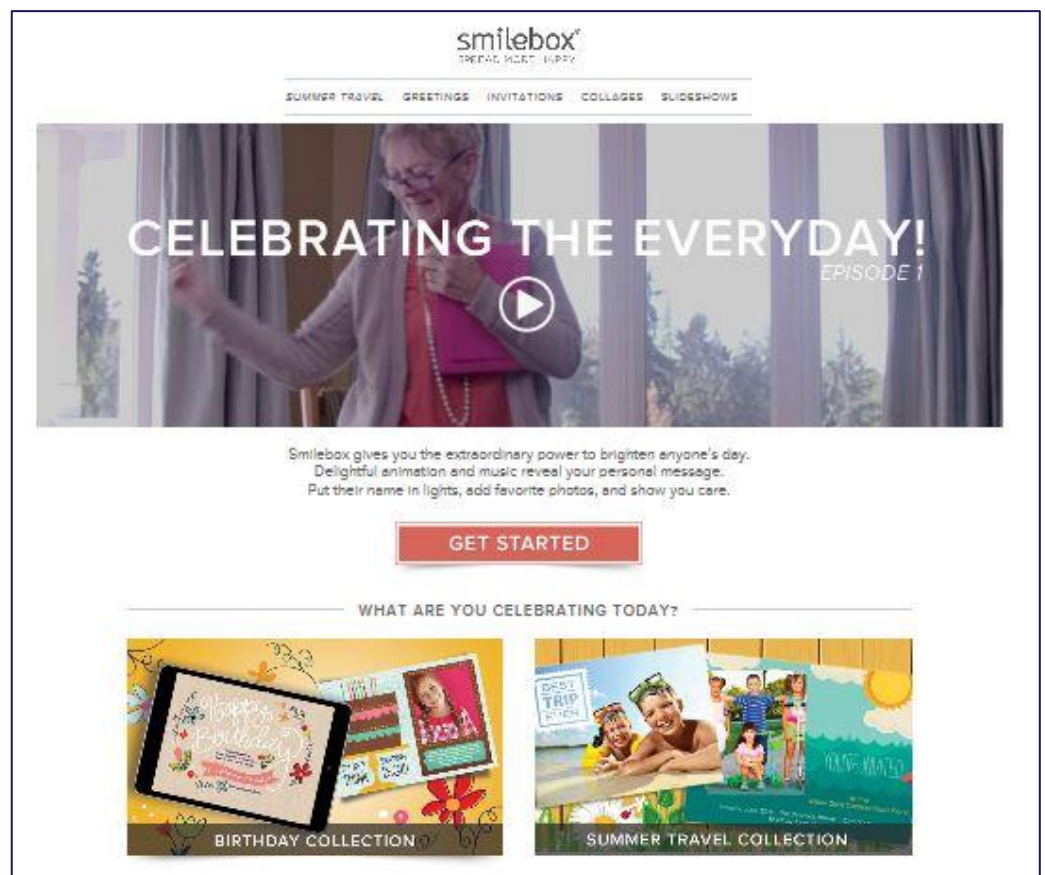 smilebox
SPREAD MORE HAPPY
SUMMER TRAVEL GREETINGS INVITATIONS COLLAGES SLIDESHOWS
CELEBRATING THE EVERYDAY!
EPISODE 1
Smilebox gives you the extraordinary power to brighten anyone's day.
Delightful animation and music reveal your personal message.
Put their name in lights, add favorite photos, and show you care.
GET STARTED
WHAT ARE YOU CELEBRATING TODAY?
Happy
Birthday
BIRTHDAY COLLECTION
BEST
TRIP
EVER
YOU'RE INVITED
SUMMER TRAVEL COLLECTION